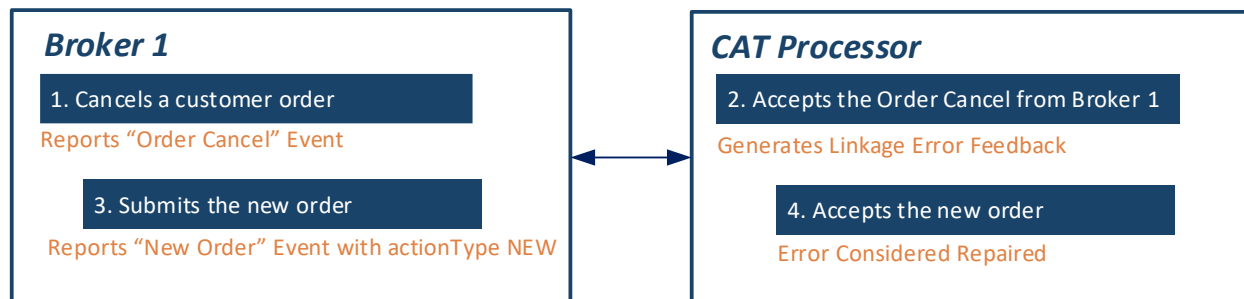 Broker 1
1. Cancels a customer order
Reports “Order Cancel” Event
3. Submits the new order
Reports “New Order” Event with actionType NEW
CAT Processor
2. Accepts the Order Cancel from Broker 1
Generates Linkage Error Feedback
4. Accepts the new order
Error Considered Repaired